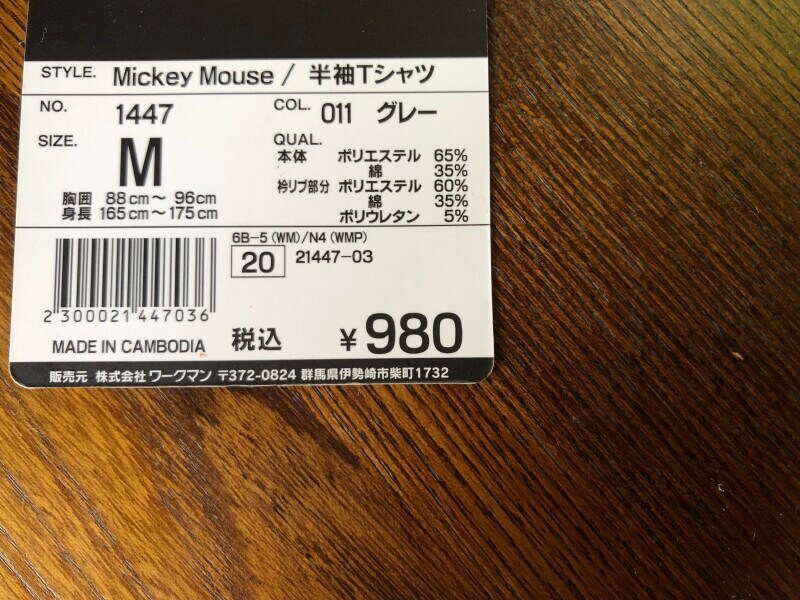 STYLE. Mickey Mouse / 半袖Tシャツ
NO. 1447 COL. 011 グレー
SIZE. M
胸囲 88cm〜 96cm
身長 165cm〜175cm
QUAL.
本体 ポリエステル 65%
綿 35%
衿リブ部分 ポリエステル 60%
綿 35%
ポリウレタン 5%
6B-5 (WM)/N4 (WMP)
20 21447-03
2 300021 447036
MADE IN CAMBODIA 税込 ¥980
販売元 株式会社 ワークマン 〒372-0824 群馬県伊勢崎市柴町1732